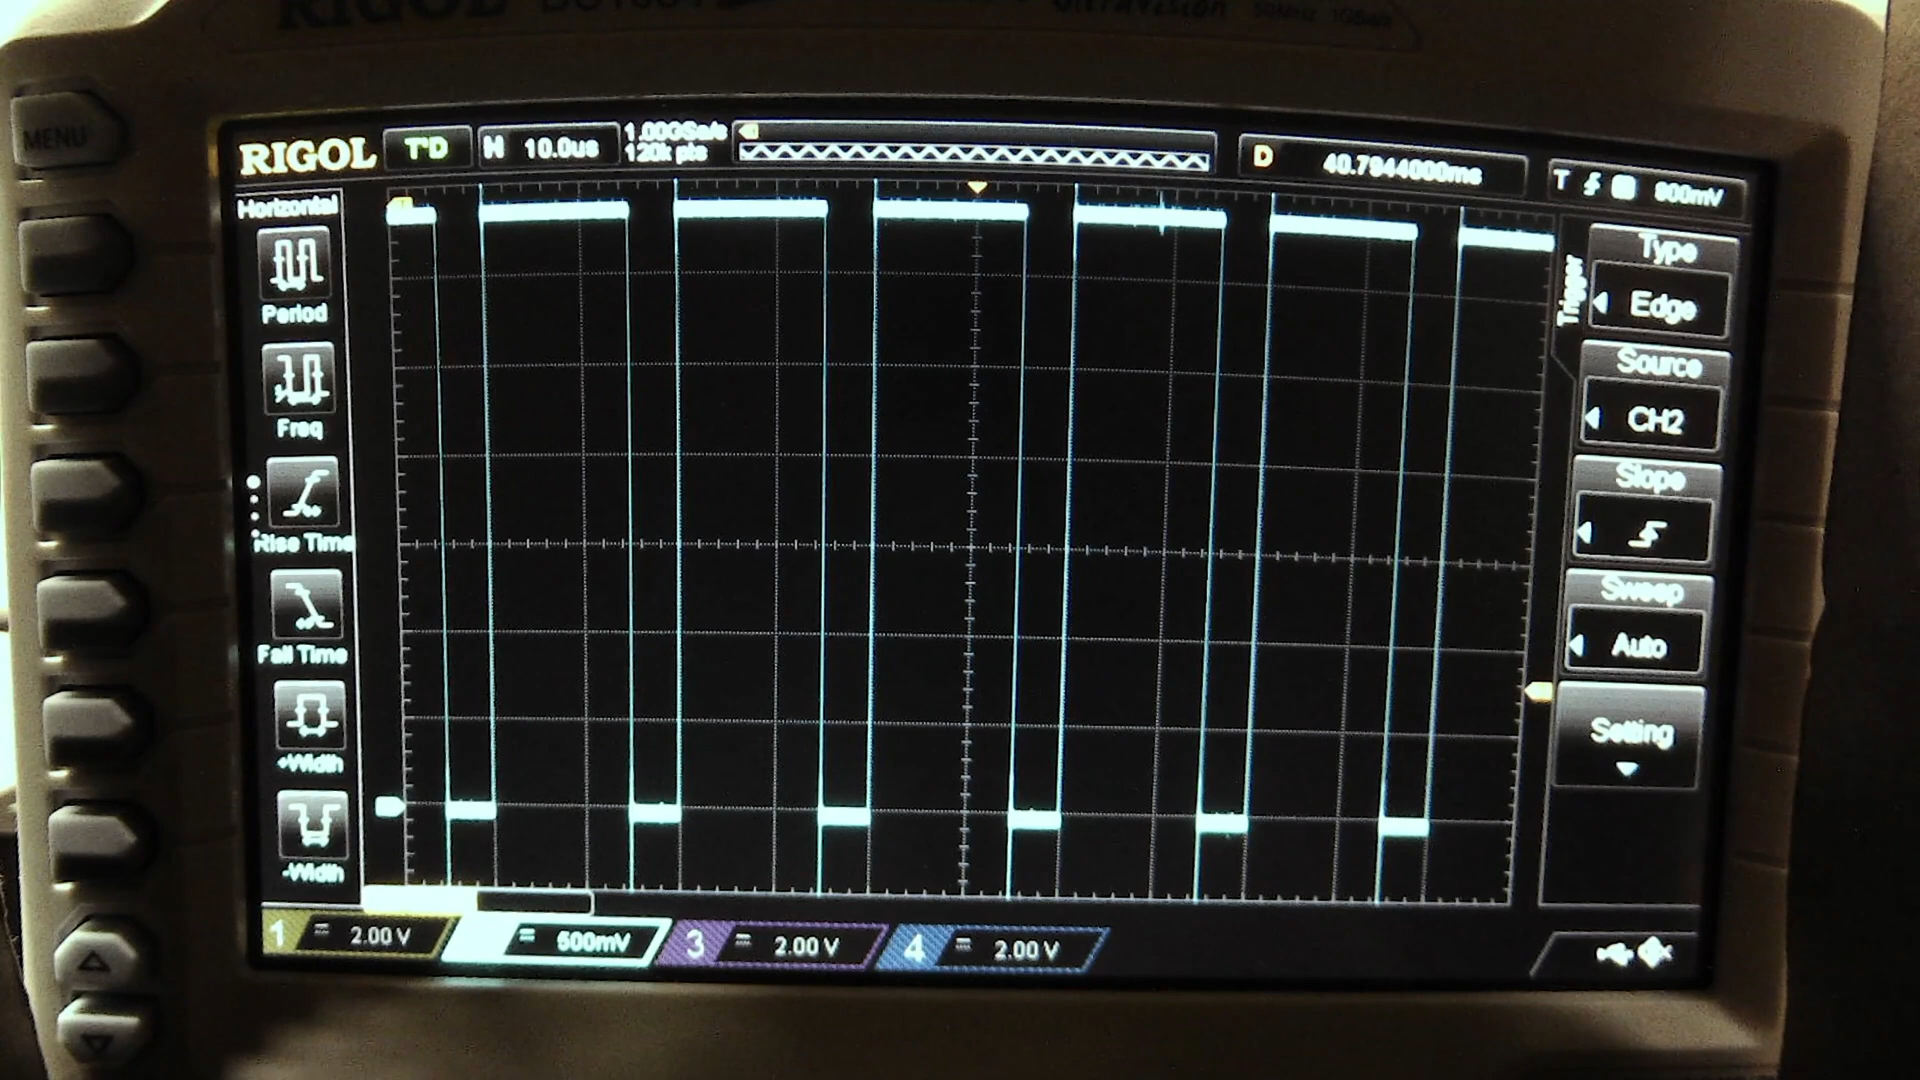 RIGOL
MENU
RIGOL T'D H 10.0us 1.00GSa/s 120k pts D 40.7944000ms T 800mV
Horizontal
Period
Freq
Rise Time
Fall Time
+Width
-Width
Trigger
Type
Edge
Source
CH2
Slope
Sweep
Auto
Setting
1 2.00 V 500mV 3 2.00 V 4 2.00 V